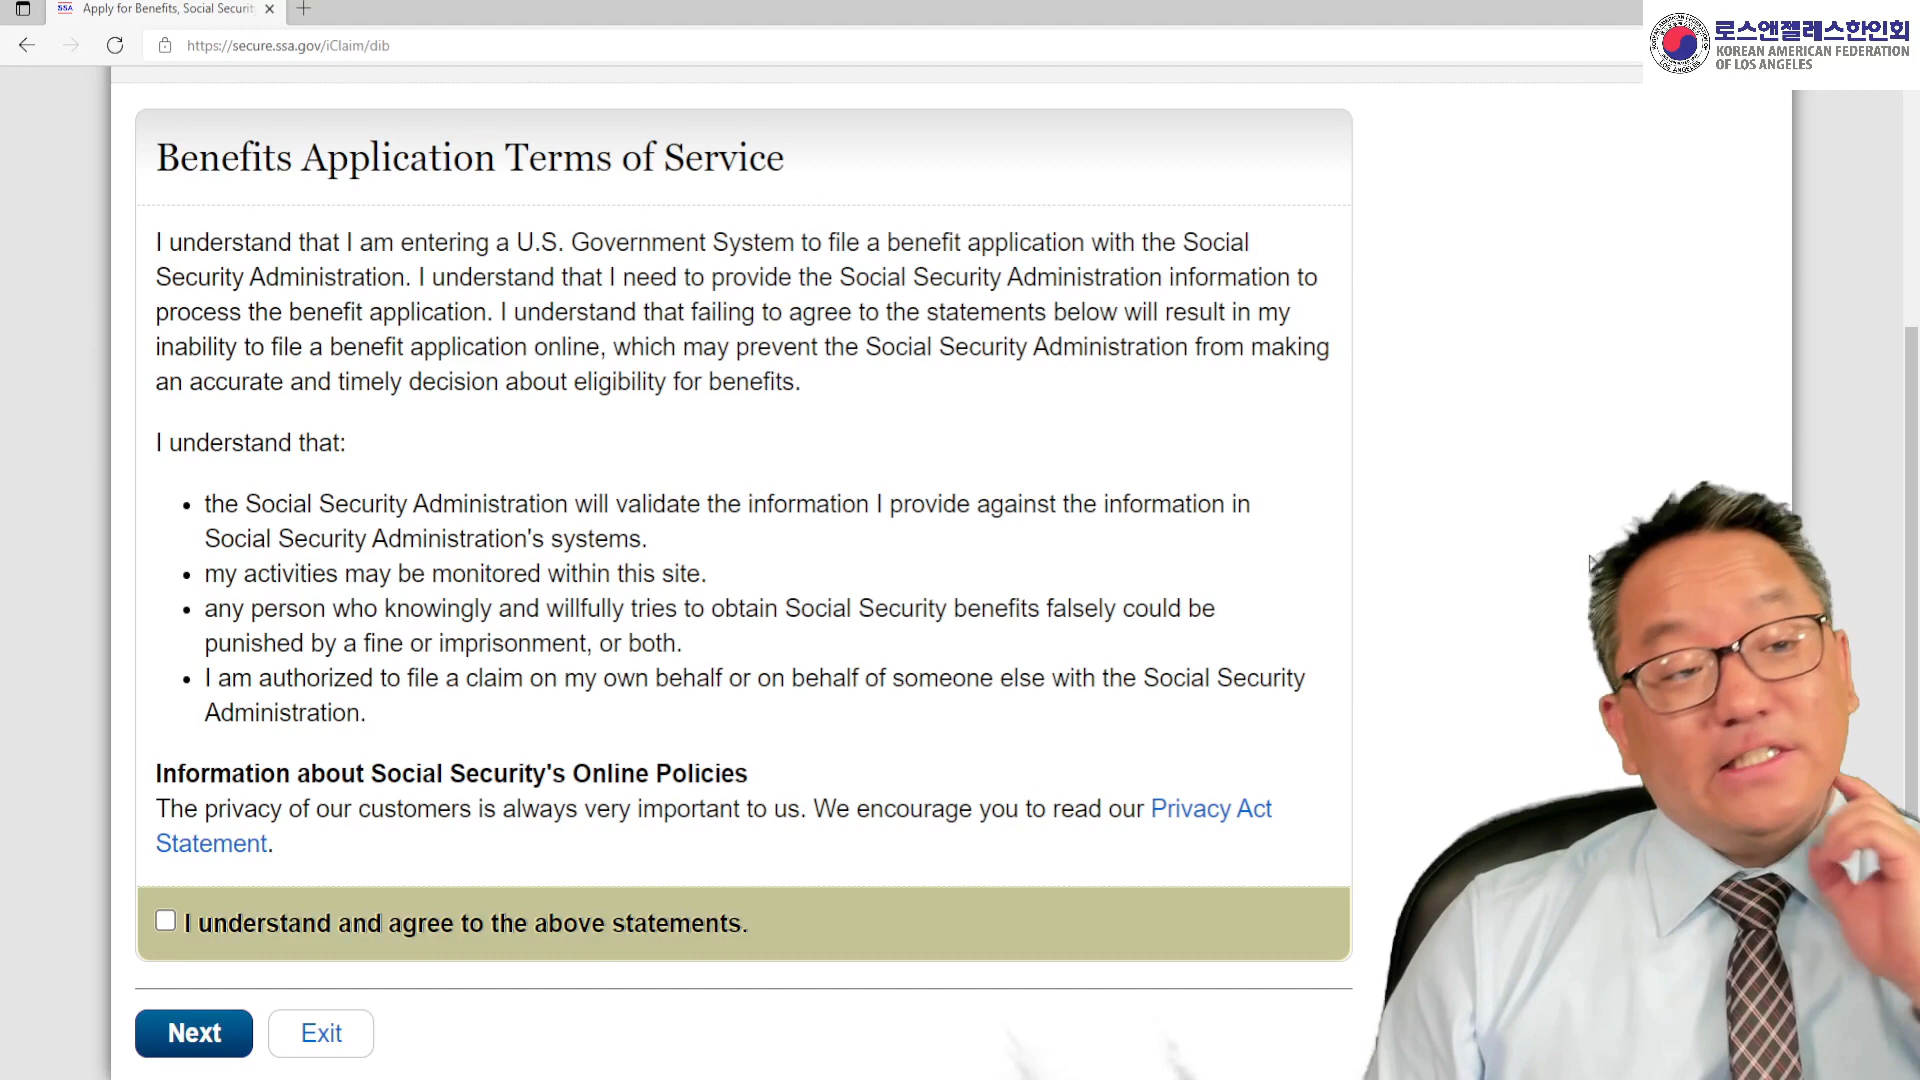 Apply for Benefits, Social Security
https://secure.ssa.gov/iClaim/dib
로스앤젤레스한인회
KOREAN AMERICAN FEDERATION
OF LOS ANGELES
Benefits Application Terms of Service
I understand that I am entering a U.S. Government System to file a benefit application with the Social
Security Administration. I understand that I need to provide the Social Security Administration information to
process the benefit application. I understand that failing to agree to the statements below will result in my
inability to file a benefit application online, which may prevent the Social Security Administration from making
an accurate and timely decision about eligibility for benefits.
I understand that:
• the Social Security Administration will validate the information I provide against the information in
Social Security Administration's systems.
• my activities may be monitored within this site.
• any person who knowingly and willfully tries to obtain Social Security benefits falsely could be
punished by a fine or imprisonment, or both.
• I am authorized to file a claim on my own behalf or on behalf of someone else with the Social Security
Administration.
Information about Social Security's Online Policies
The privacy of our customers is always very important to us. We encourage you to read our Privacy Act
Statement.
I understand and agree to the above statements.
Next
Exit